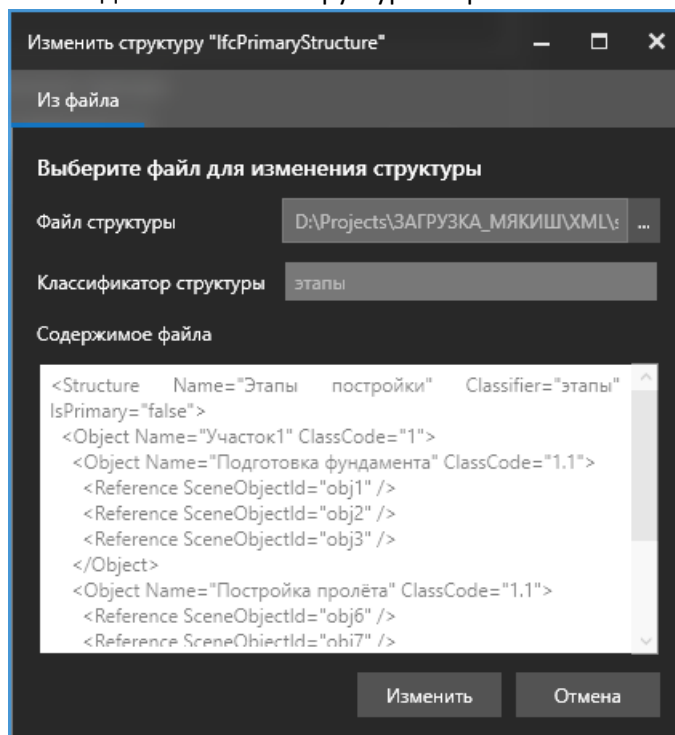 Изменить структуру "IfcPrimaryStructure"
Из файла
Выберите файл для изменения структуры
Файл структуры D:\Projects\ЗАГРУЗКА_МЯКИШ\XML\s ...
Классификатор структуры этапы
Содержимое файла
<Structure Name="Этапы постройки" Classifier="этапы"
IsPrimary="false">
<Object Name="Участок1" ClassCode="1">
<Object Name="Подготовка фундамента" ClassCode="1.1">
<Reference SceneObjectId="obj1" />
<Reference SceneObjectId="obj2" />
<Reference SceneObjectId="obj3" />
</Object>
<Object Name="Постройка пролёта" ClassCode="1.1">
<Reference SceneObjectId="obj6" />
<Reference SceneObjectId="obj7" />
Изменить Отмена